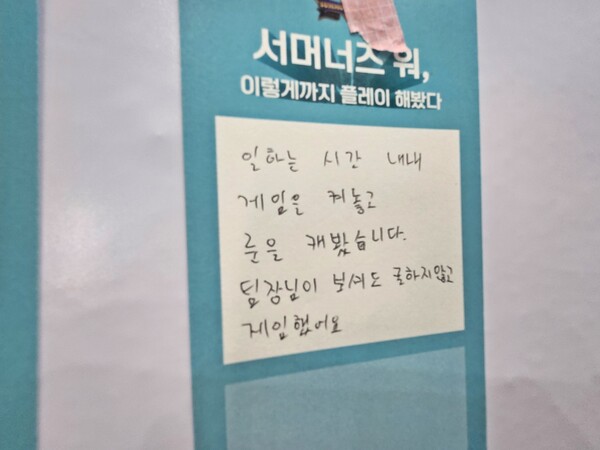 서머너즈 워,
이렇게까지 플레이 해봤다
일하는 시간 내내
게임을 켜놓고
룬을 캐봤습니다.
팀장님이 보셔도 굴하지않고
게임했어요